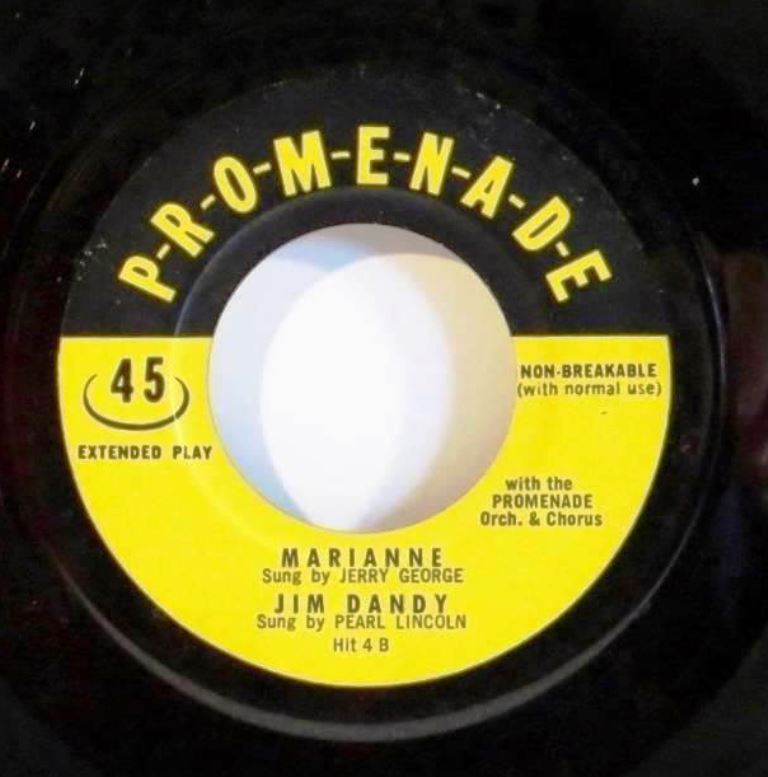 P-R-O-M-E-N-A-D-E
45
EXTENDED PLAY
NON-BREAKABLE
(with normal use)
with the
PROMENADE
Orch. & Chorus
MARIANNE
Sung by JERRY GEORGE
JIM DANDY
Sung by PEARL LINCOLN
Hit 4 B